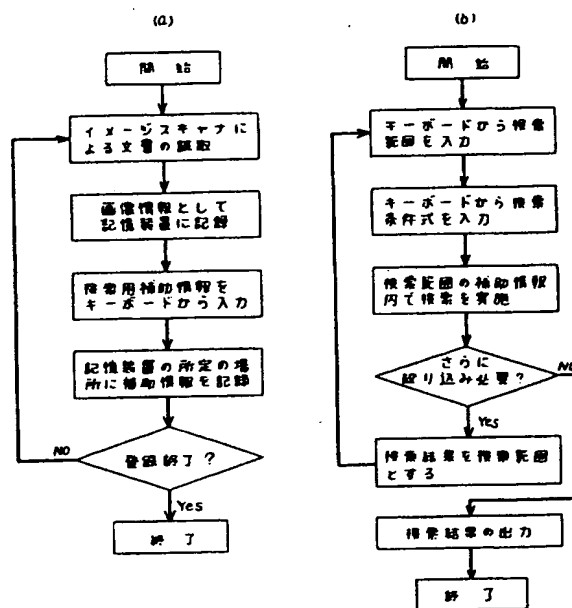 (a)
開始
イメージスキャナに
よる文書の読取
画像情報として
記憶装置に記録
検索用補助情報を
キーボードから入力
記憶装置の所定の場
所に補助情報を記録
登録終了?
NO
Yes
終了
(b)
開始
キーボードから検索
範囲を入力
キーボードから検索
条件式を入力
検索範囲の補助情報
内で検索を実施
さらに
絞り込み必要?
NO
Yes
検索結果を検索範囲
とする
検索結果の出力
終了